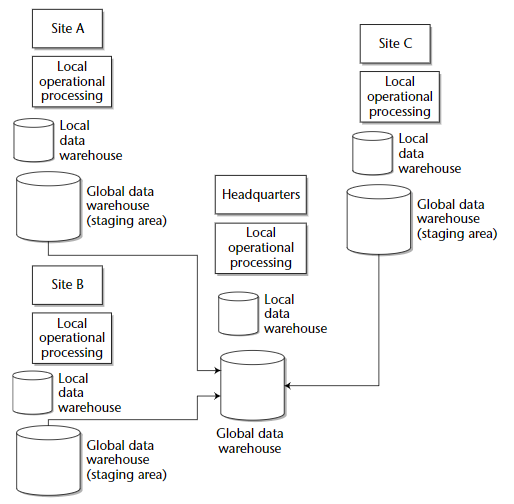 Site A
Local
operational
processing
Local
data
warehouse
Global data
warehouse
(staging area)
Site B
Local
operational
processing
Local
data
warehouse
Global data
warehouse
(staging area)
Headquarters
Local
operational
processing
Local
data
warehouse
Global data
warehouse
Site C
Local
operational
processing
Local
data
warehouse
Global data
warehouse
(staging area)